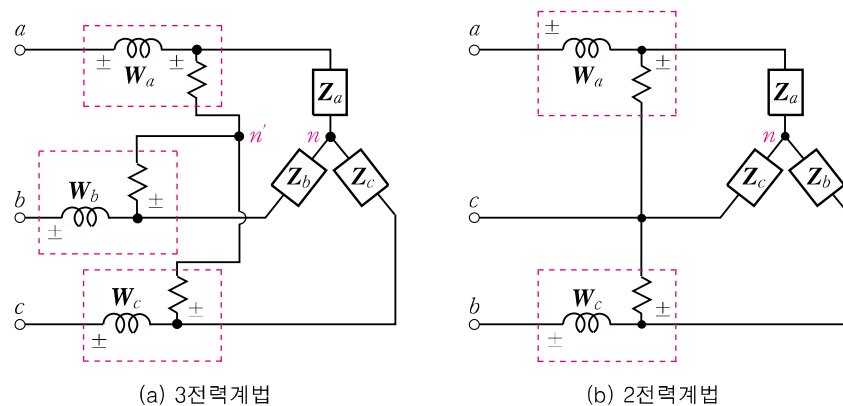 a
± ±
W_a
Z_a
n' n
W_b
±
±
b
Z_b Z_c
W_c
±
±
c
(a) 3전력계법
a
±
±
W_a
Z_a
n
Z_c Z_b
c
W_c
±
±
b
(b) 2전력계법